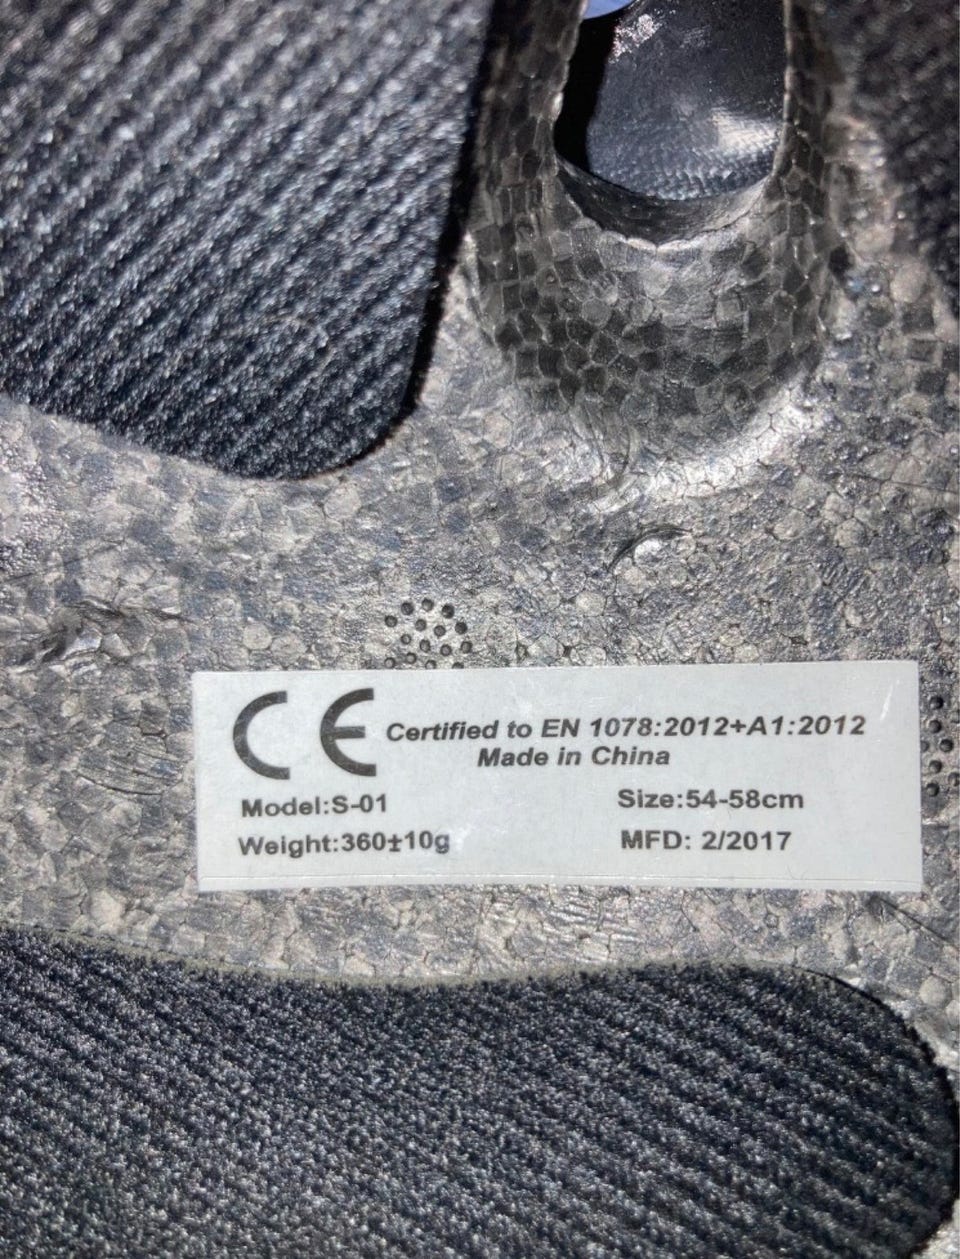 CE Certified to EN 1078:2012+A1:2012
Made in China
Model:S-01 Size:54-58cm
Weight:360±10g MFD: 2/2017